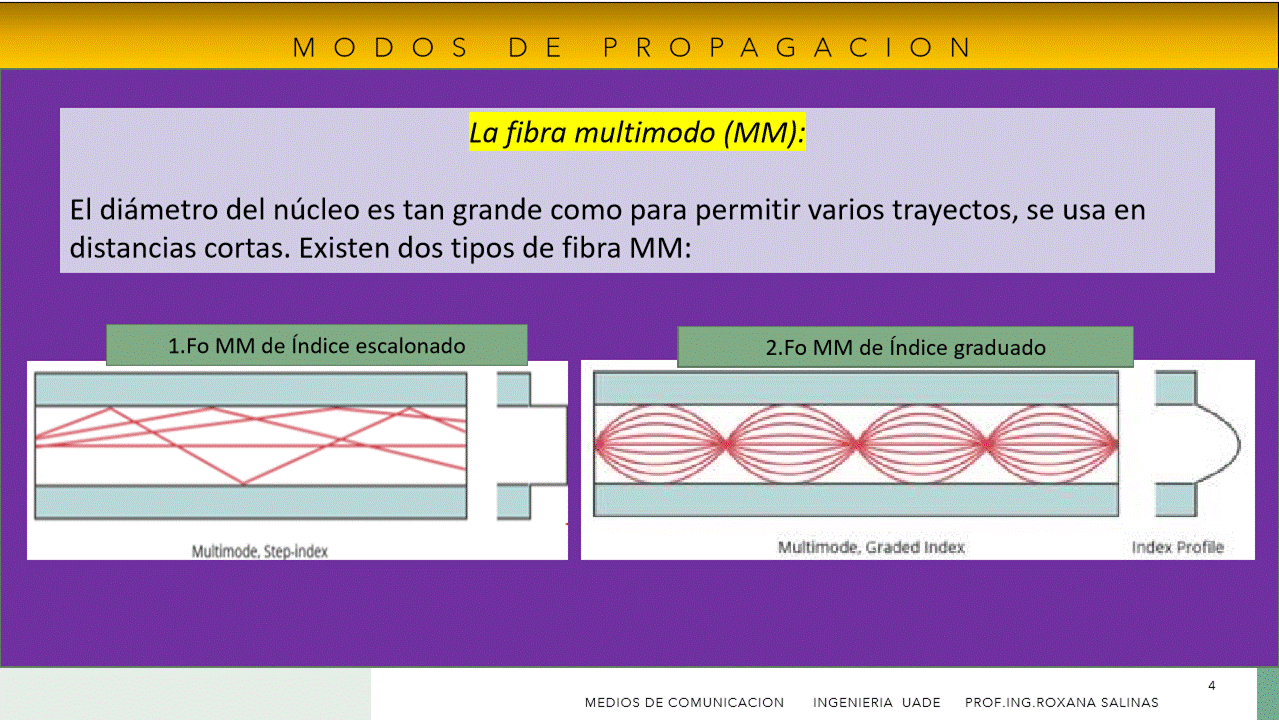 MODOS DE PROPAGACION
La fibra multimodo (MM):
El diámetro del núcleo es tan grande como para permitir varios trayectos, se usa en
distancias cortas. Existen dos tipos de fibra MM:
1.Fo MM de Índice escalonado
2.Fo MM de Índice graduado
Multimode, Step-index
Multimode, Graded Index
Index Profile
4
MEDIOS DE COMUNICACION INGENIERIA UADE PROF.ING.ROXANA SALINAS